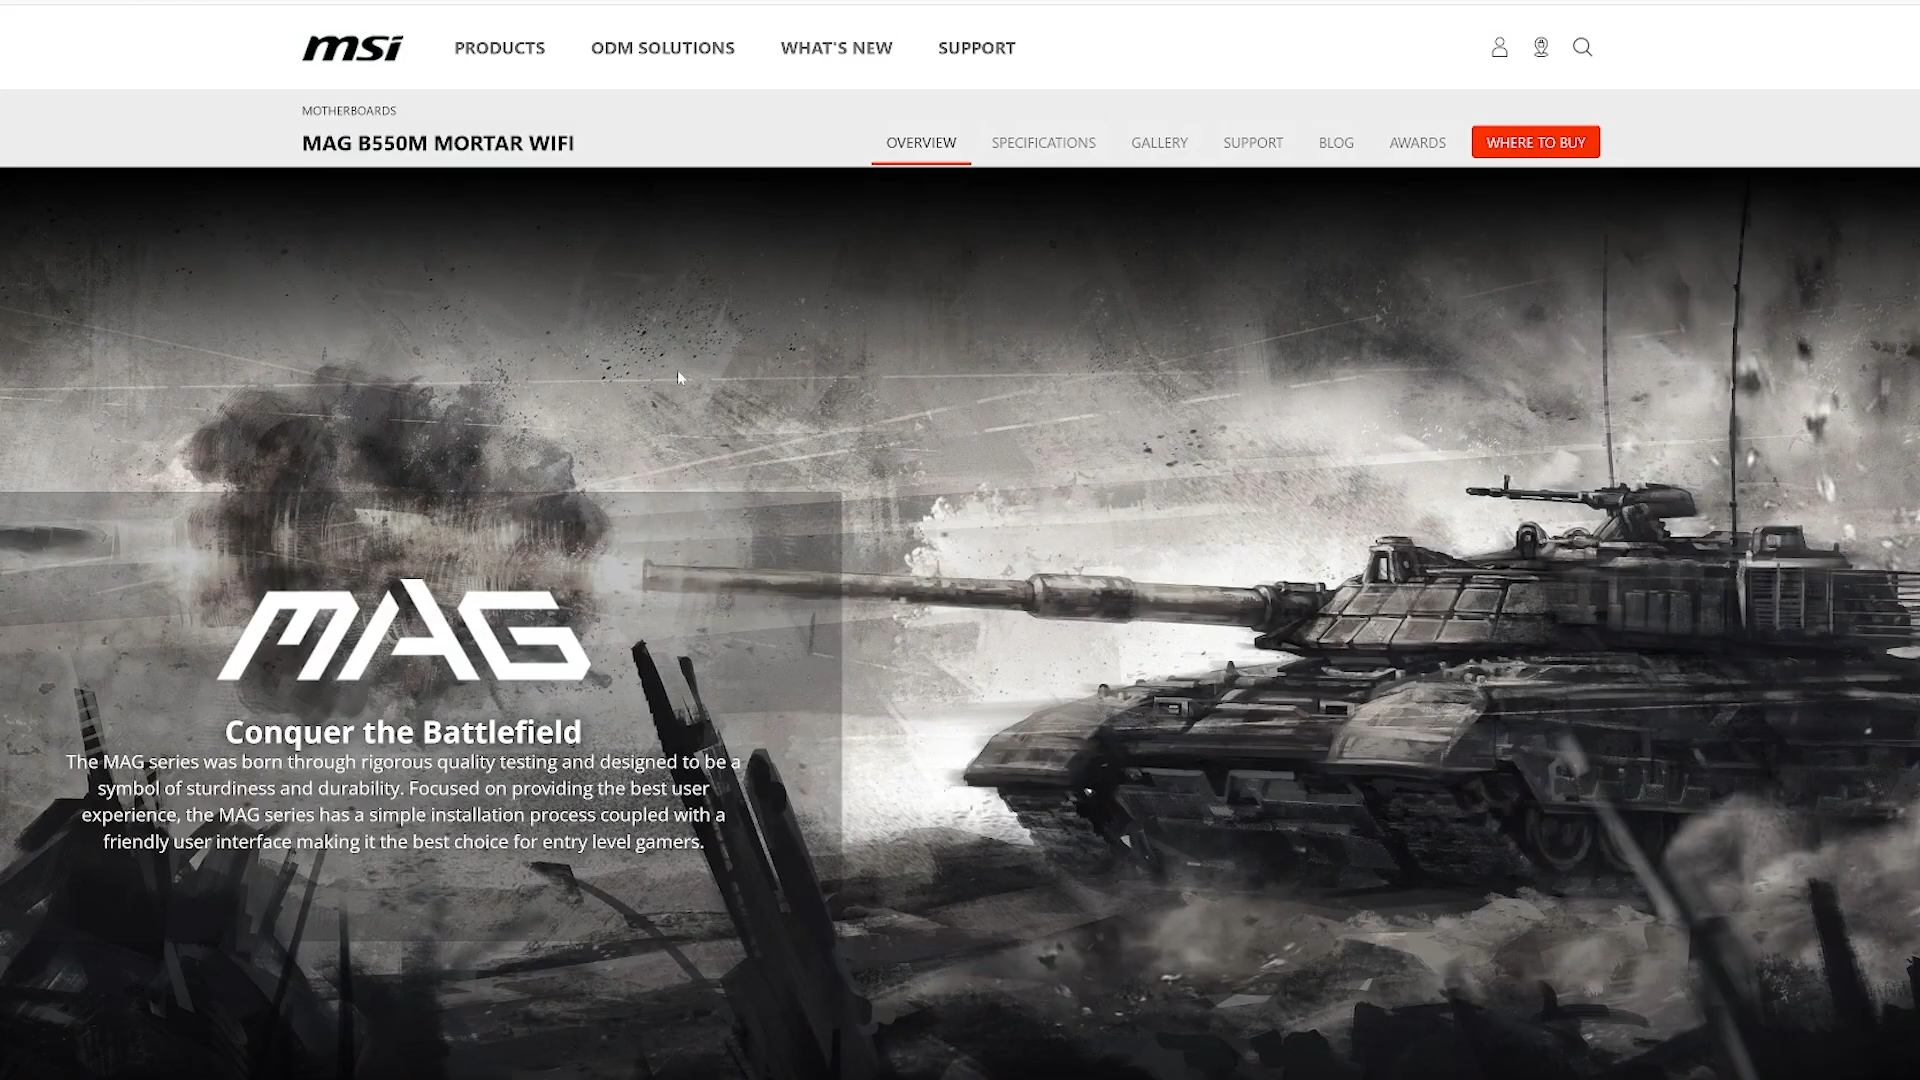 msi
PRODUCTS
ODM SOLUTIONS
WHAT'S NEW
SUPPORT
MOTHERBOARDS
MAG B550M MORTAR WIFI
OVERVIEW
SPECIFICATIONS
GALLERY
SUPPORT
BLOG
AWARDS
WHERE TO BUY
MAG
Conquer the Battlefield
The MAG series was born through rigorous quality testing and designed to be a
symbol of sturdiness and durability. Focused on providing the best user
experience, the MAG series has a simple installation process coupled with a
friendly user interface making it the best choice for entry level gamers.